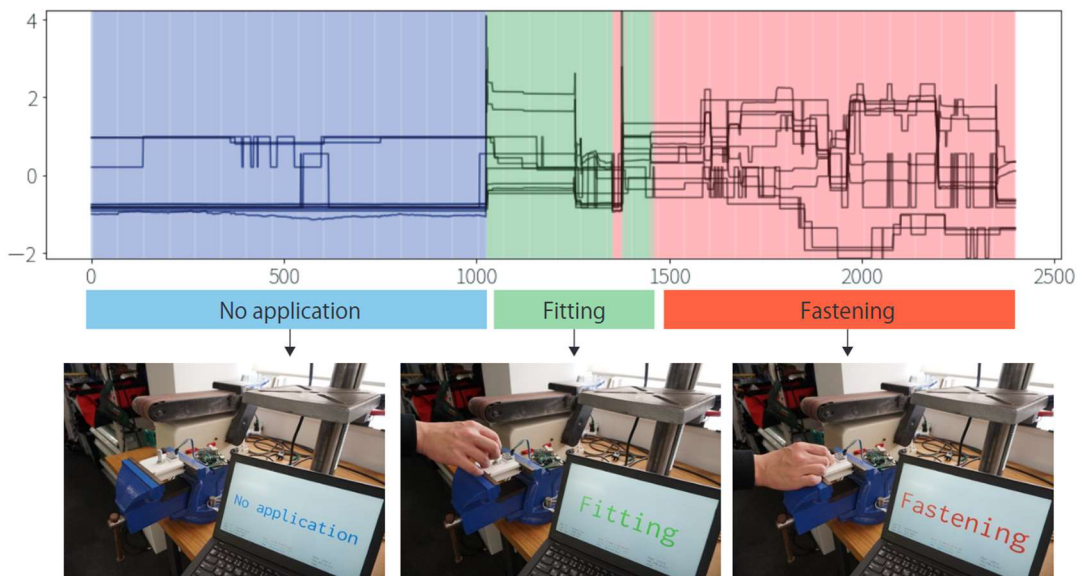 4
2
0
−2
0
500
1000
1500
2000
2500
No application
Fitting
Fastening
No application
Fitting
Fastening